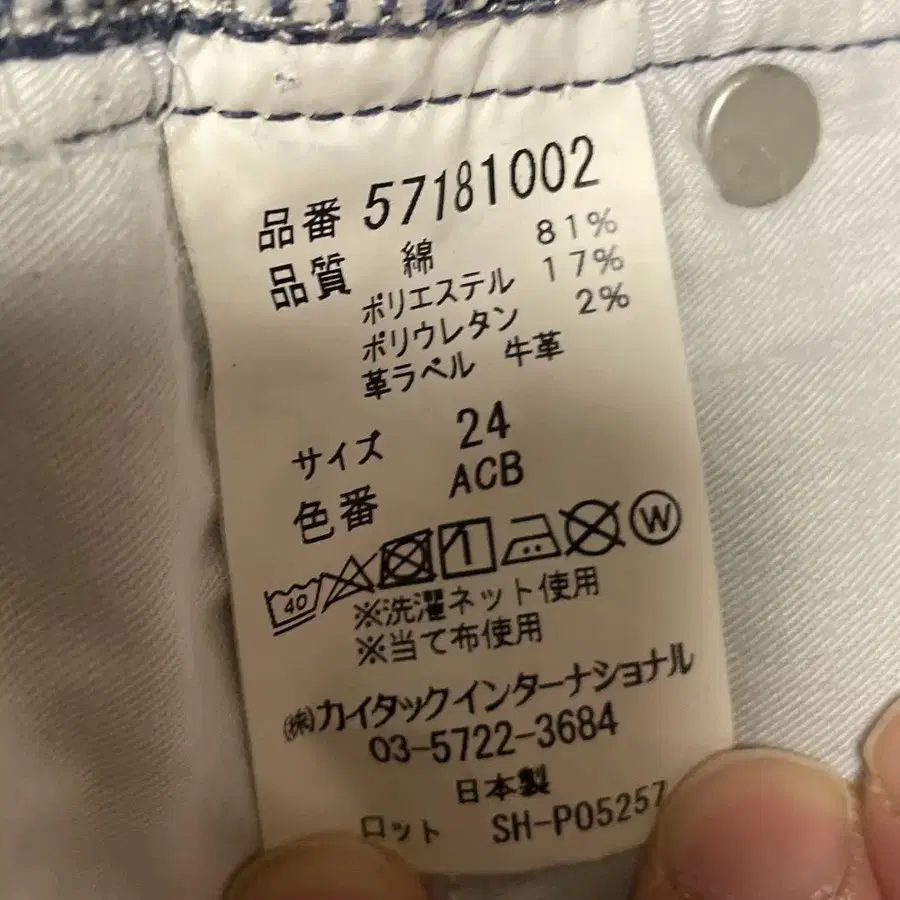 品番 57181002
品質 綿 81%
ポリエステル 17%
ポリウレタン 2%
革ラベル 牛革
サイズ 24
色番 ACB
40 W
※洗濯ネット使用
※当て布使用
㈱カイタックインターナショナル
03-5722-3684
日本製
ロット SH-P05257